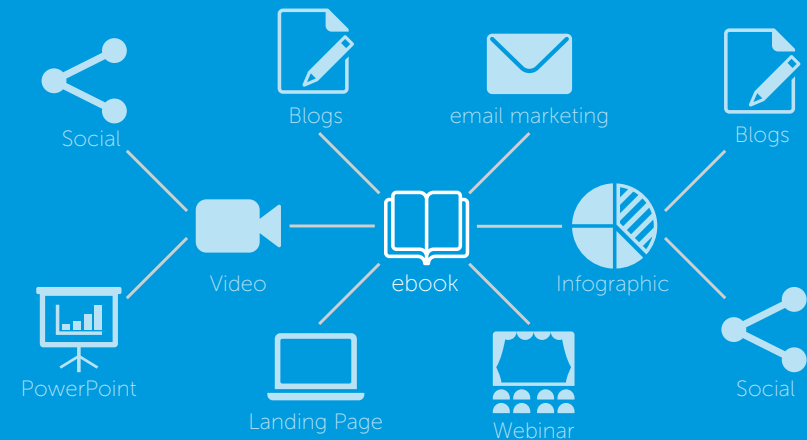 Social
Blogs
email marketing
Blogs
Video
ebook
Infographic
PowerPoint
Landing Page
Webinar
Social